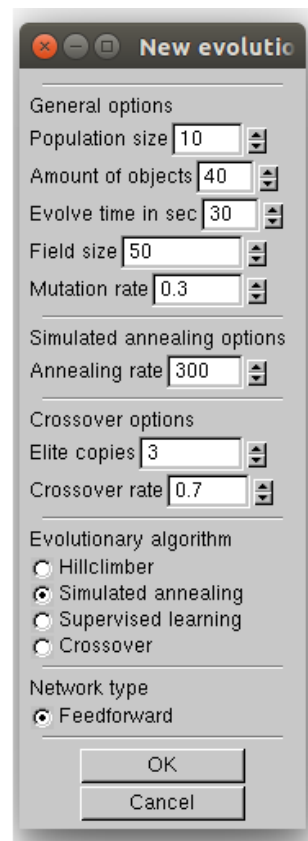 New evolutio
General options
Population size 10
Amount of objects 40
Evolve time in sec 30
Field size 50
Mutation rate 0.3
Simulated annealing options
Annealing rate 300
Crossover options
Elite copies 3
Crossover rate 0.7
Evolutionary algorithm
Hillclimber
Simulated annealing
Supervised learning
Crossover
Network type
Feedforward
OK
Cancel